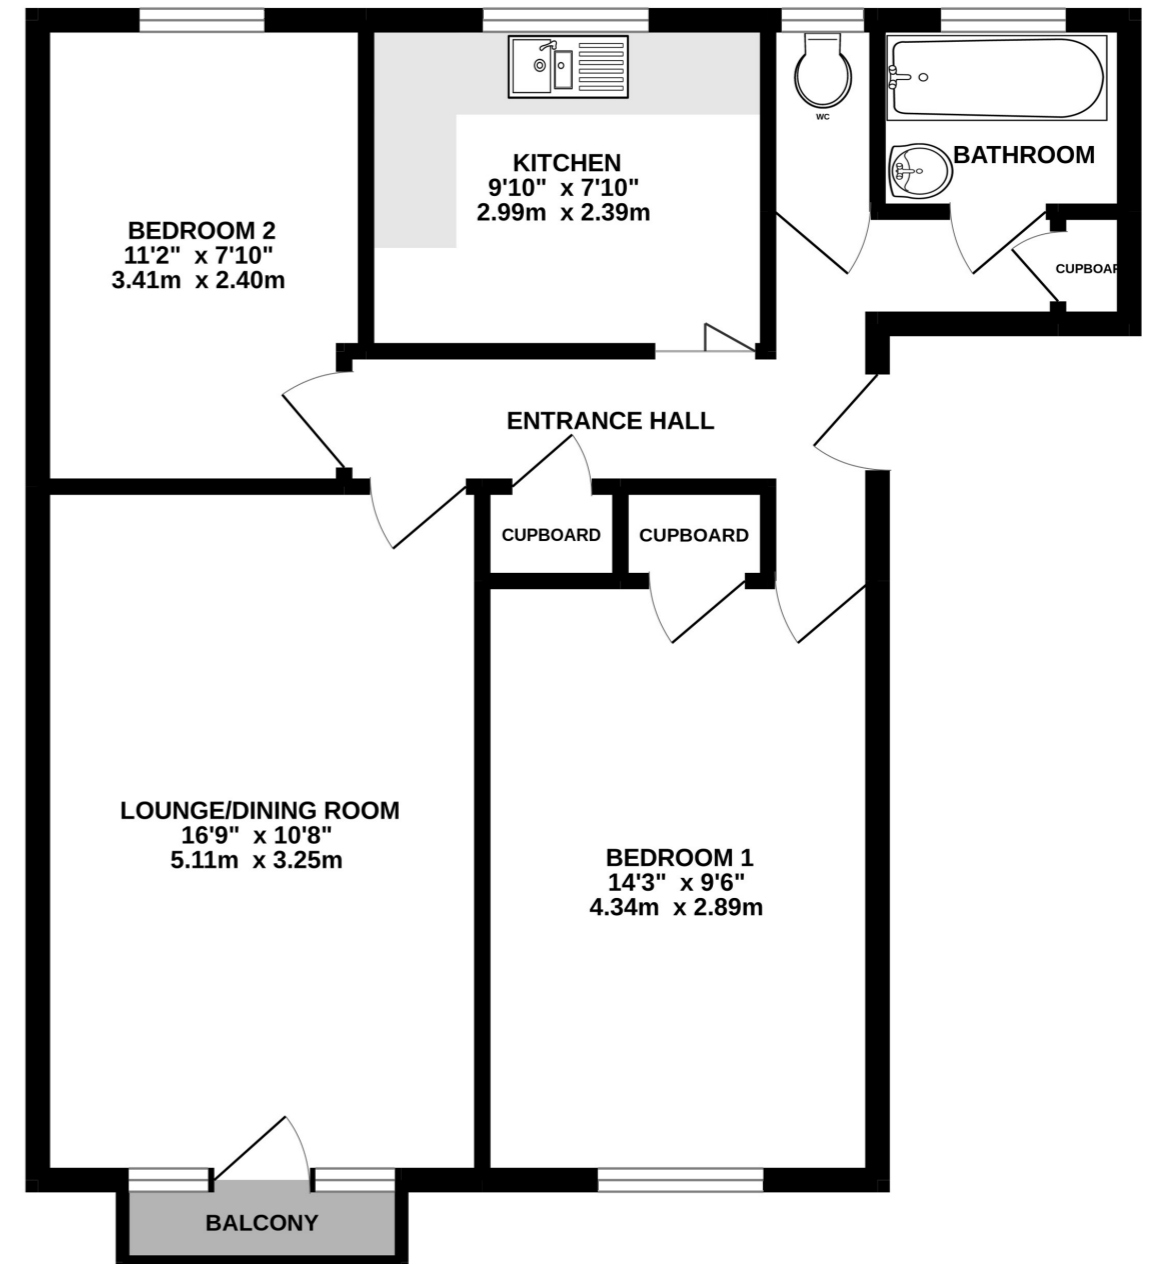 WC
BATHROOM
KITCHEN
9'10" x 7'10"
2.99m x 2.39m
BEDROOM 2
11'2" x 7'10"
3.41m x 2.40m
CUPBOAR
ENTRANCE HALL
CUPBOARD
CUPBOARD
LOUNGE/DINING ROOM
16'9" x 10'8"
5.11m x 3.25m
BEDROOM 1
14'3" x 9'6"
4.34m x 2.89m
BALCONY